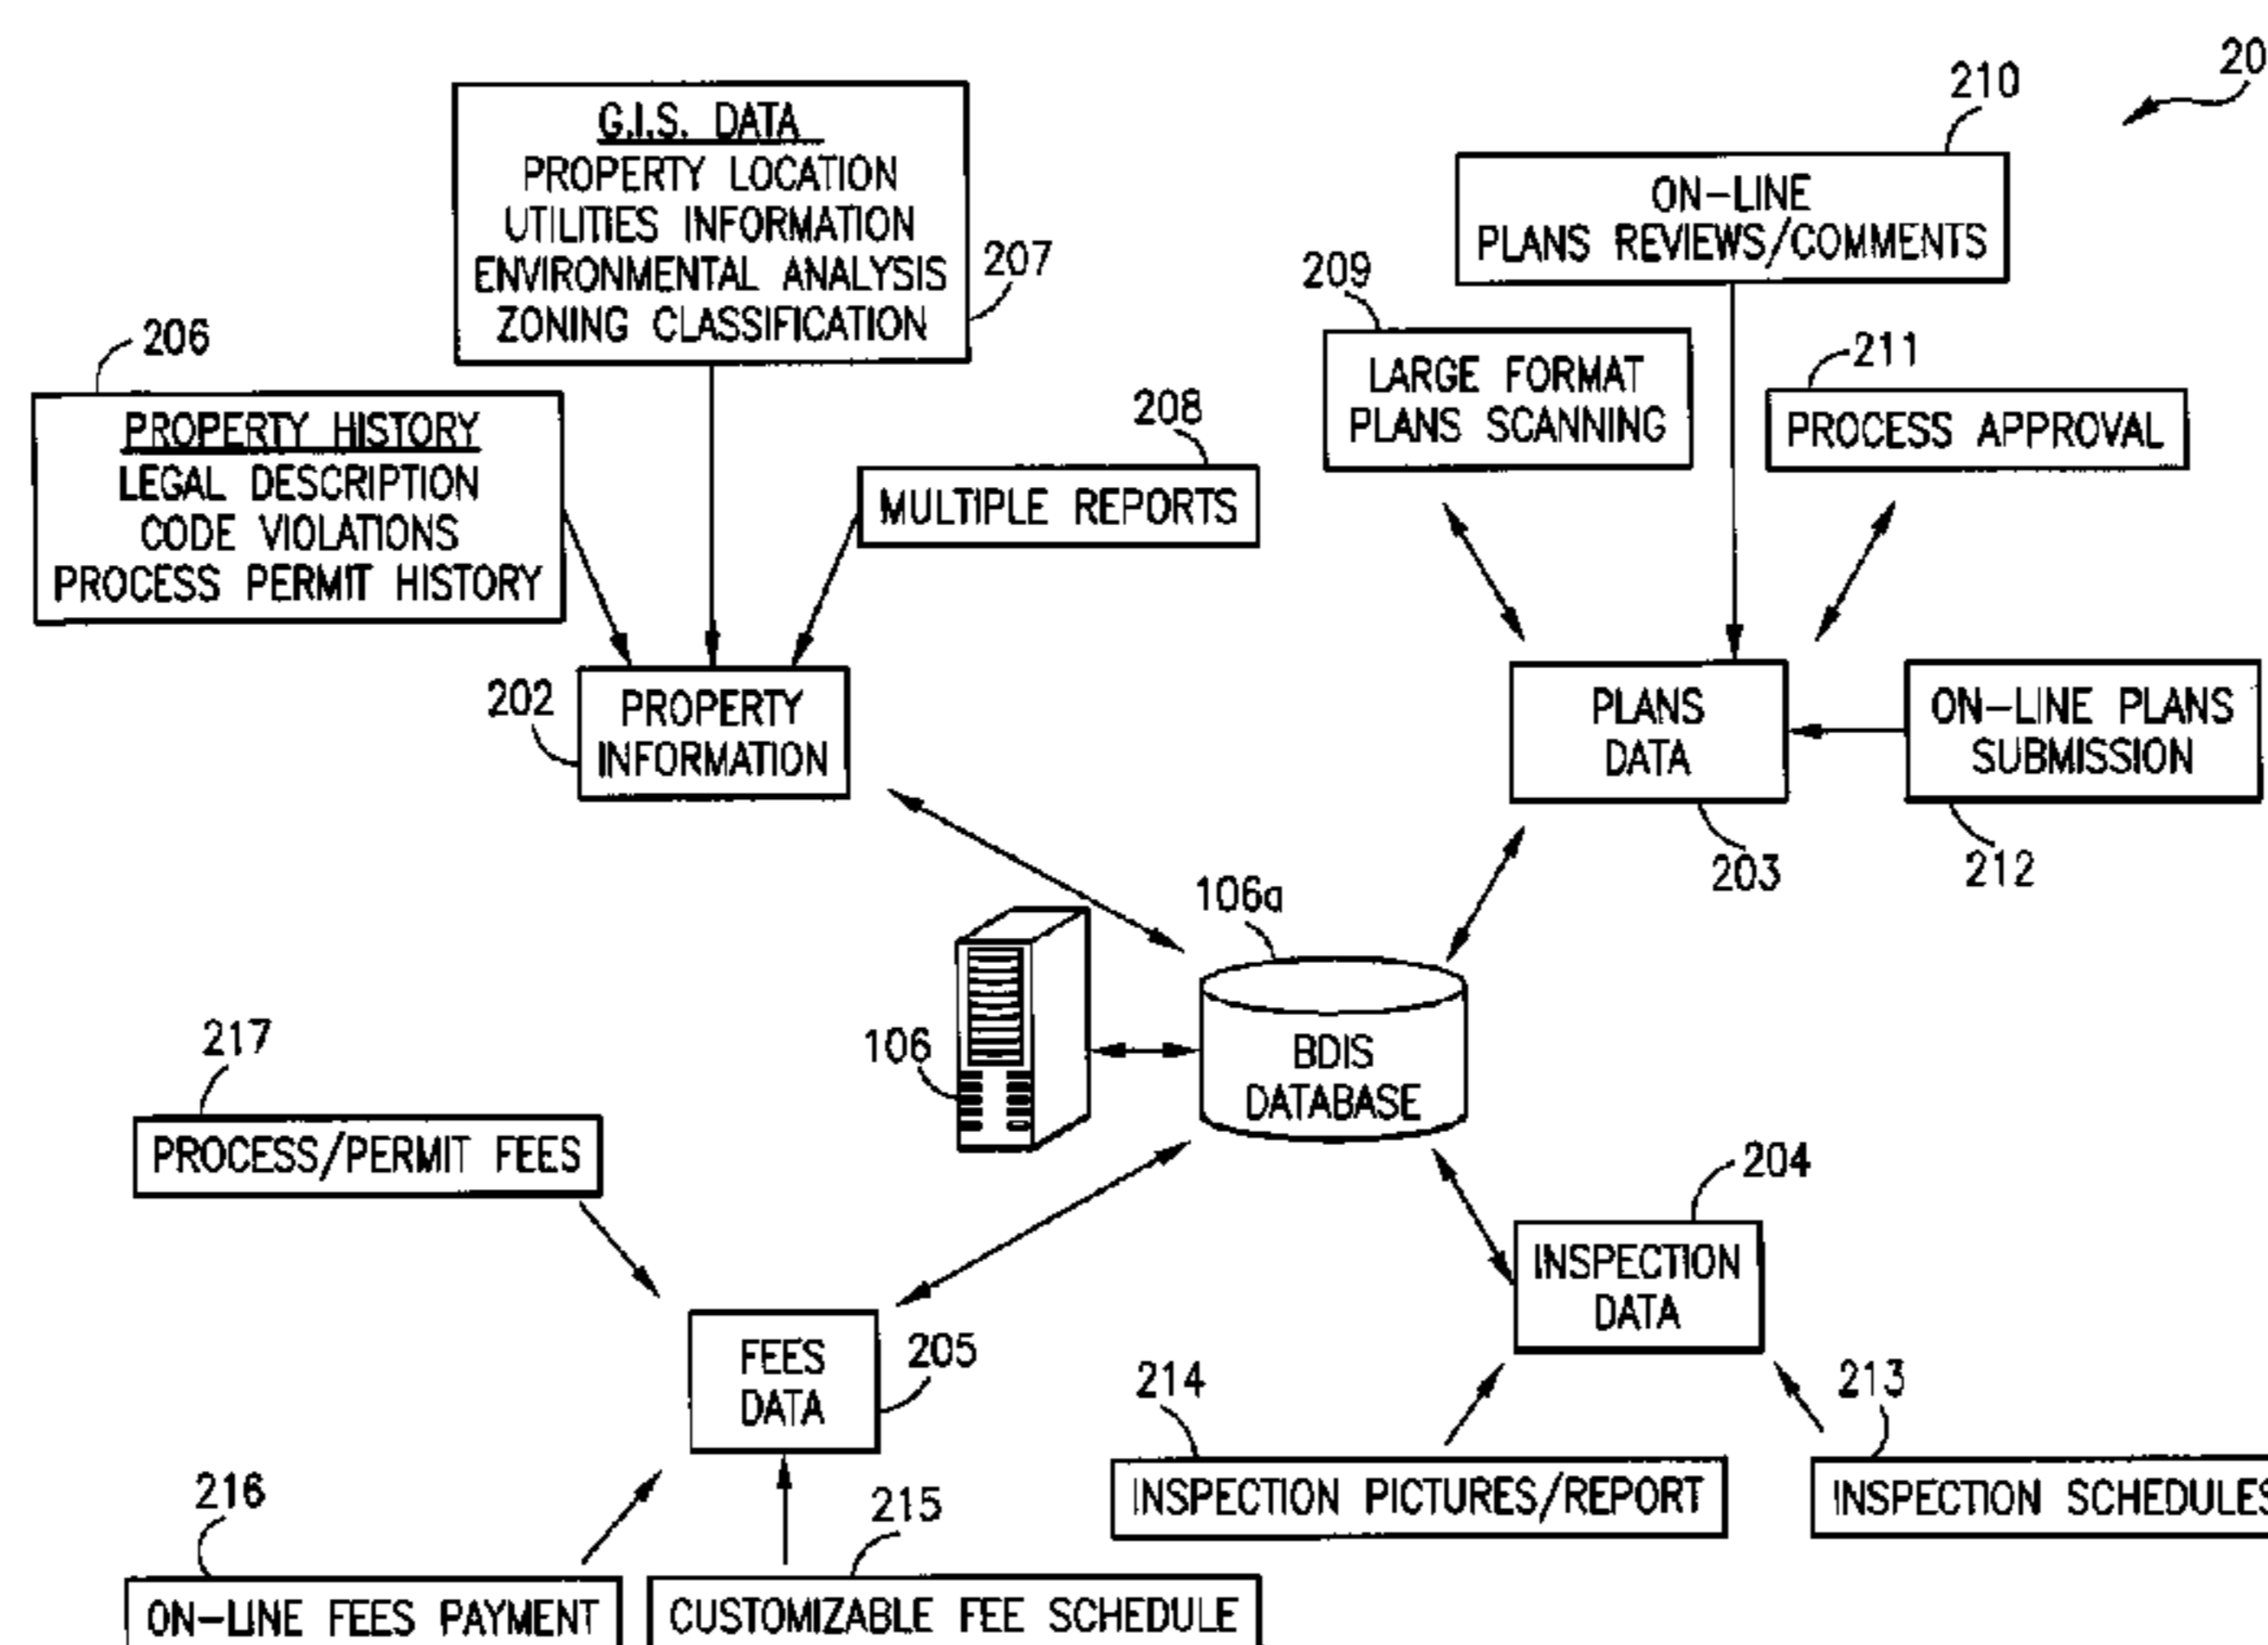 20
210
G.I.S. DATA
PROPERTY LOCATION
UTILITIES INFORMATION
ENVIRONMENTAL ANALYSIS
ZONING CLASSIFICATION
207
ON-LINE
PLANS REVIEWS/COMMENTS
209
LARGE FORMAT
PLANS SCANNING
211
PROCESS APPROVAL
206
PROPERTY HISTORY
LEGAL DESCRIPTION
CODE VIOLATIONS
PROCESS PERMIT HISTORY
208
MULTIPLE REPORTS
202
PROPERTY
INFORMATION
PLANS
DATA
203
ON-LINE PLANS
SUBMISSION
212
106a
BDIS
DATABASE
106
217
PROCESS/PERMIT FEES
204
INSPECTION
DATA
FEES
DATA
205
214
INSPECTION PICTURES/REPORT
213
INSPECTION SCHEDULES
216
ON-LINE FEES PAYMENT
215
CUSTOMIZABLE FEE SCHEDULE